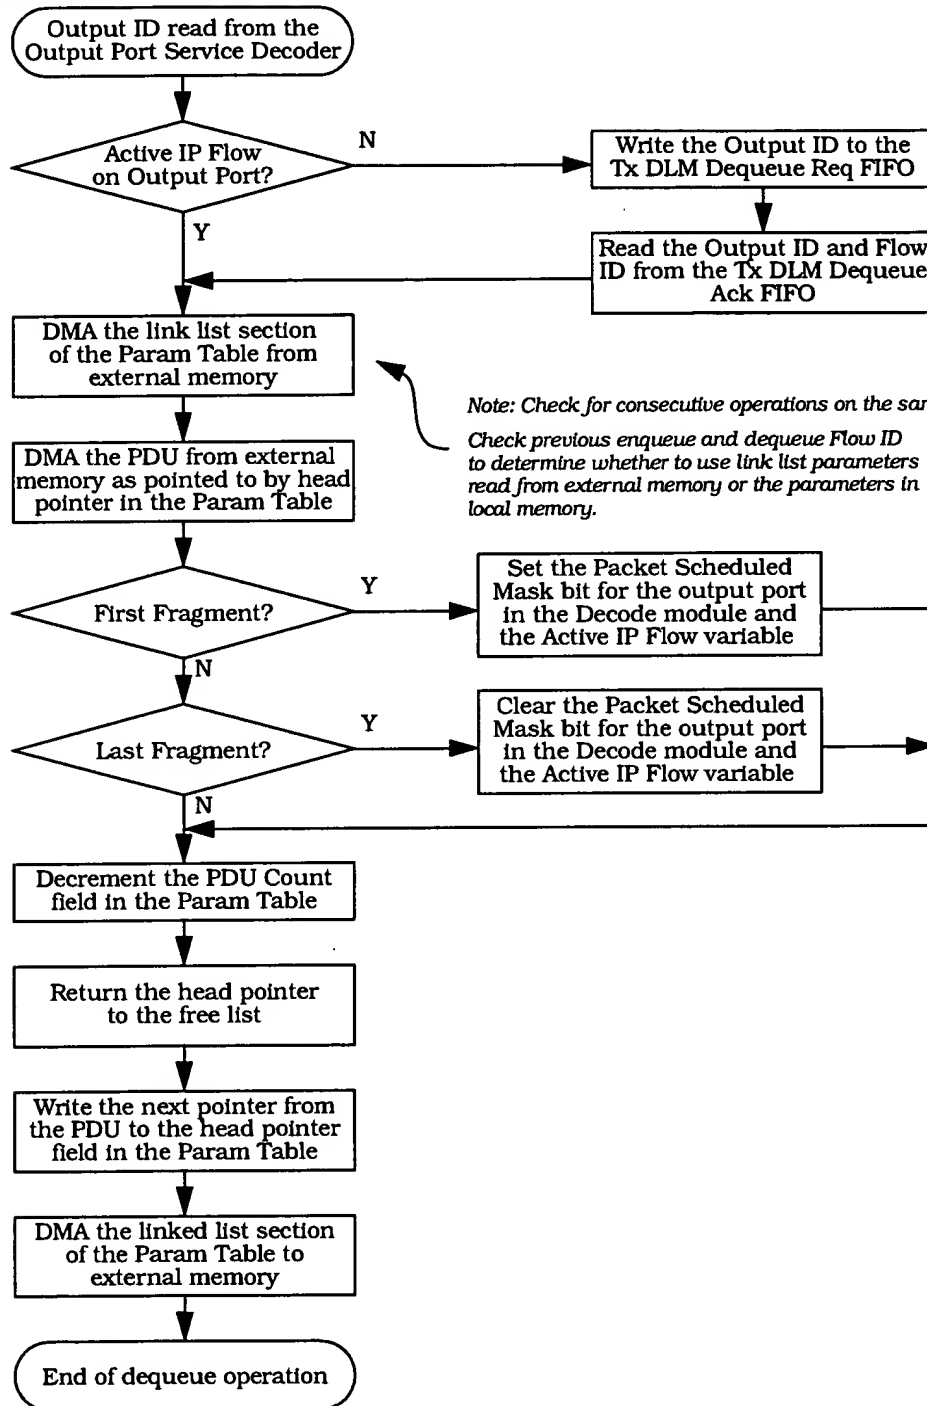 Output ID read from the
Output Port Service Decoder
Active IP Flow
on Output Port?
N
Write the Output ID to the
Tx DLM Dequeue Req FIFO
Y
Read the Output ID and Flow
ID from the Tx DLM Dequeue
Ack FIFO
DMA the link list section
of the Param Table from
external memory
Note: Check for consecutive operations on the
Check previous enqueue and dequeue Flow ID
to determine whether to use link list parameters
read from external memory or the parameters in
local memory.
DMA the PDU from external
memory as pointed to by head
pointer in the Param Table
First Fragment?
Y
Set the Packet Scheduled
Mask bit for the output port
in the Decode module and
the Active IP Flow variable
N
Last Fragment?
Y
Clear the Packet Scheduled
Mask bit for the output port
in the Decode module and
the Active IP Flow variable
N
Decrement the PDU Count
field in the Param Table
Return the head pointer
to the free list
Write the next pointer from
the PDU to the head pointer
field in the Param Table
DMA the linked list section
of the Param Table to
external memory
End of dequeue operation